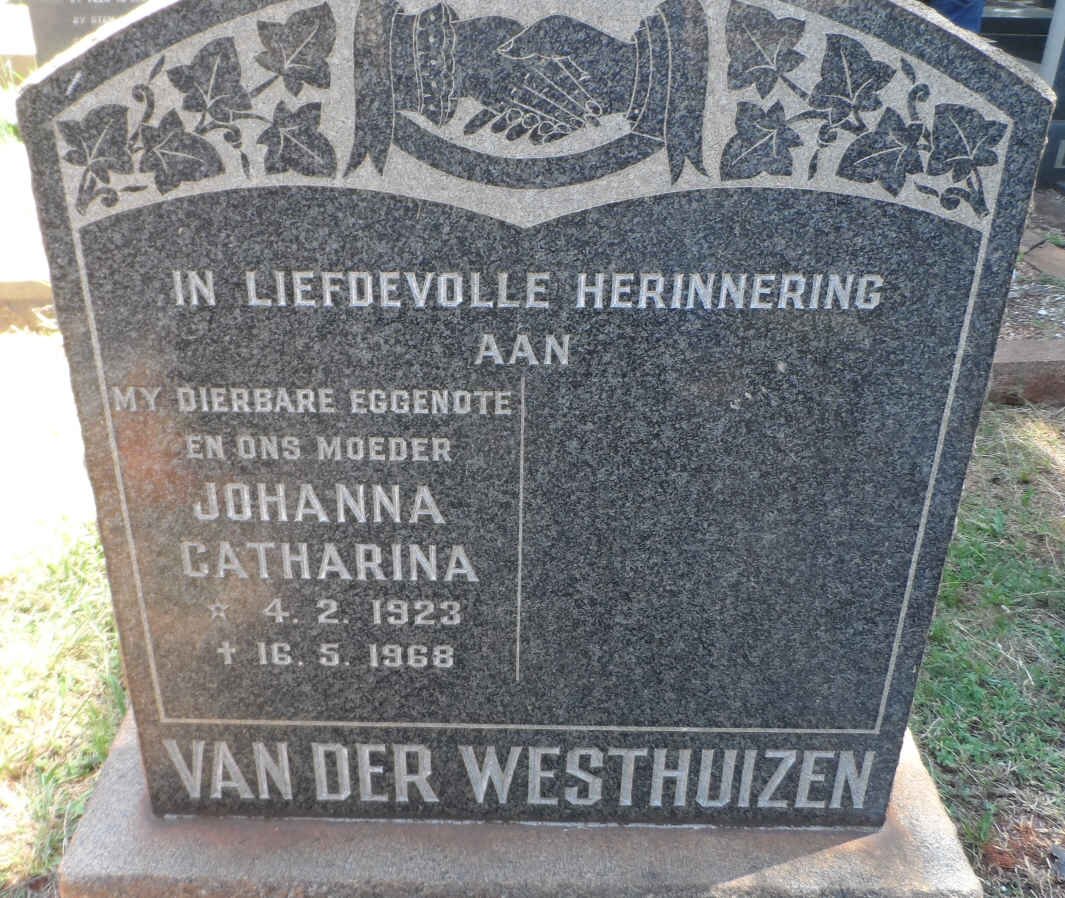 IN LIEFDEVOLLE HERINNERING
AAN
MY DIERBARE EGGENOTE
EN ONS MOEDER
JOHANNA
CATHARINA
☆ 4. 2. 1923
✝ 16. 5. 1968
VAN DER WESTHUIZEN